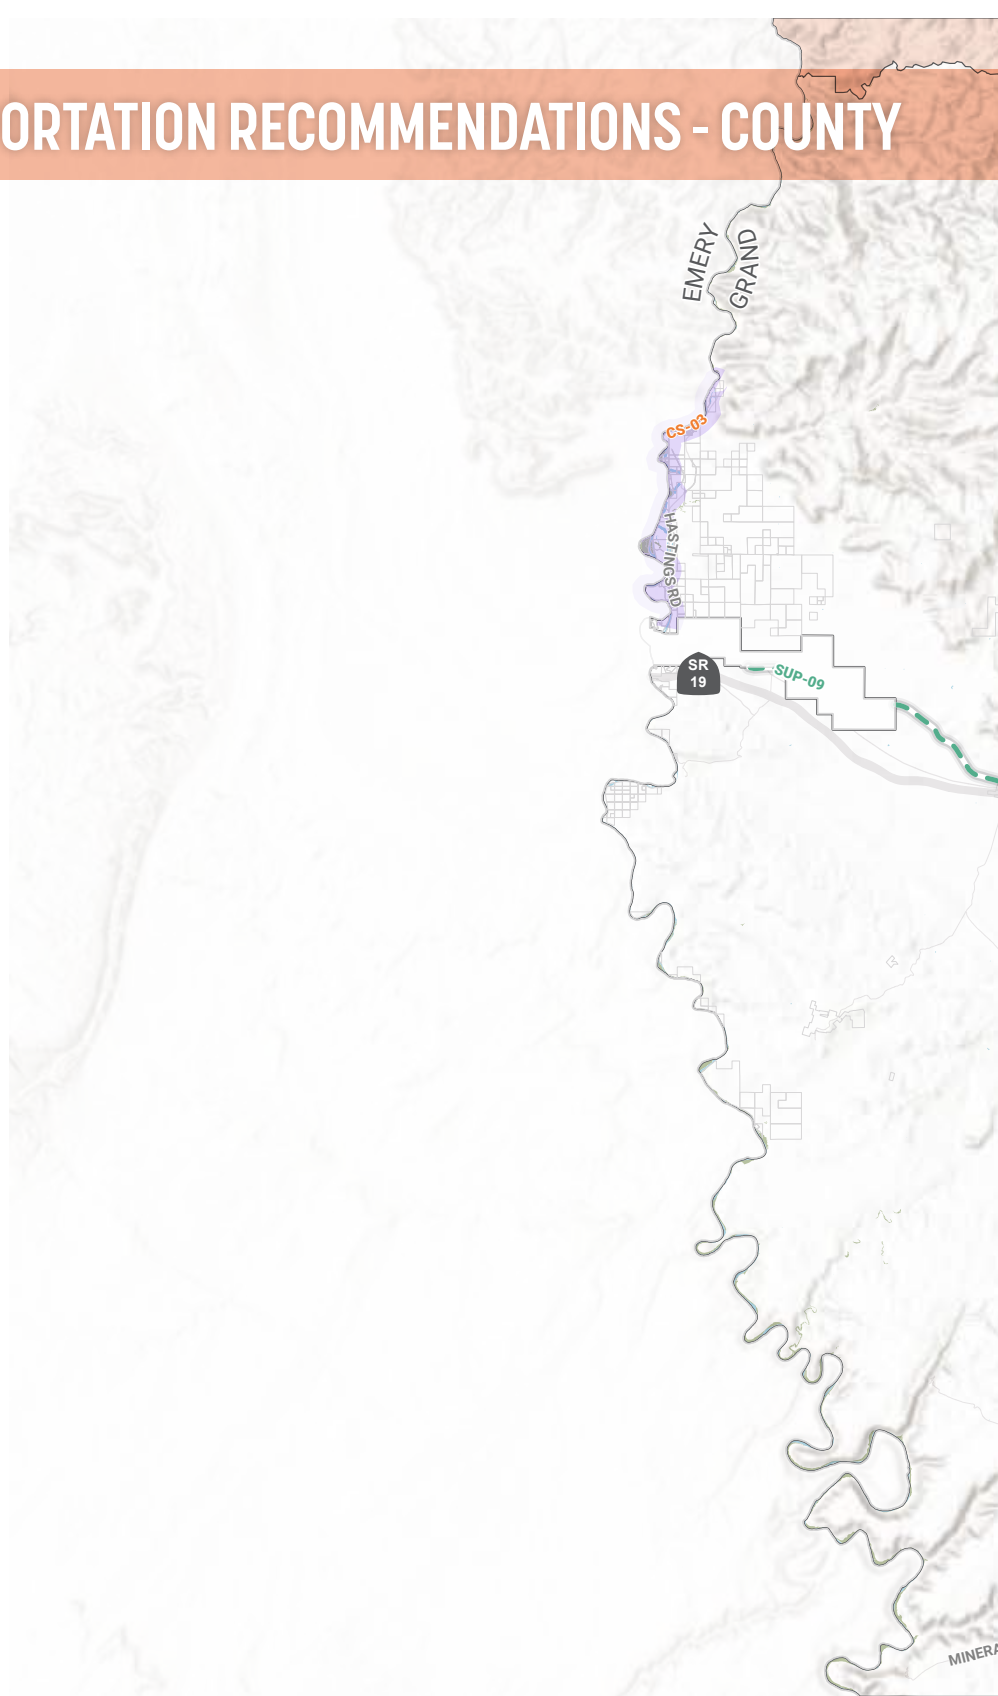 ORTATION RECOMMENDATIONS - COUNTY
EMERY
GRAND
CS-03
HASTINGS RD
SR
19
SUP-09
MINERA